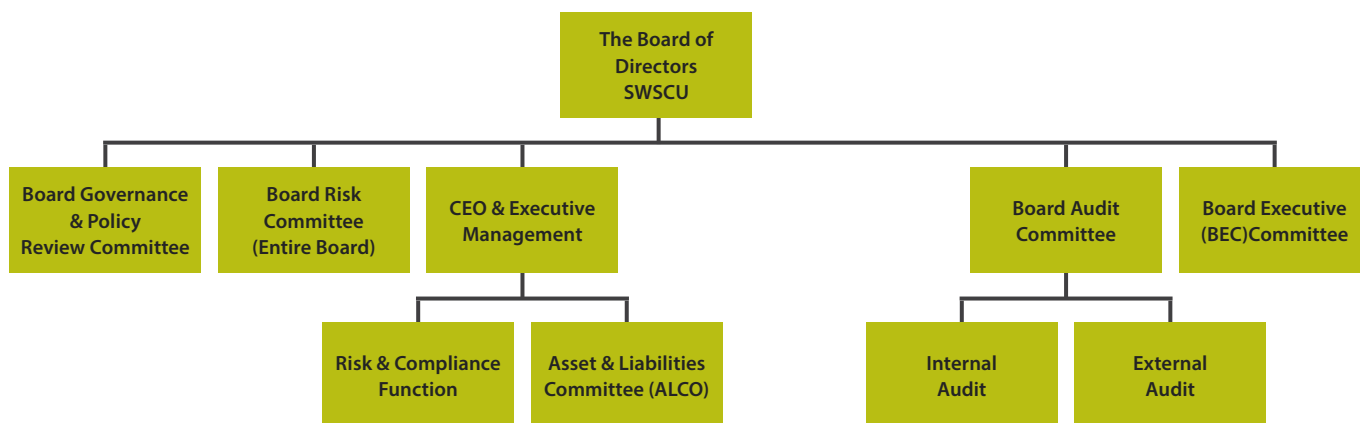 The Board of
Directors
SWSCU
Board Governance
& Policy
Review Committee
Board Risk
Committee
(Entire Board)
CEO & Executive
Management
Board Audit
Committee
Board Executive
(BEC)Committee
Risk & Compliance
Function
Asset & Liabilities
Committee (ALCO)
Internal
Audit
External
Audit